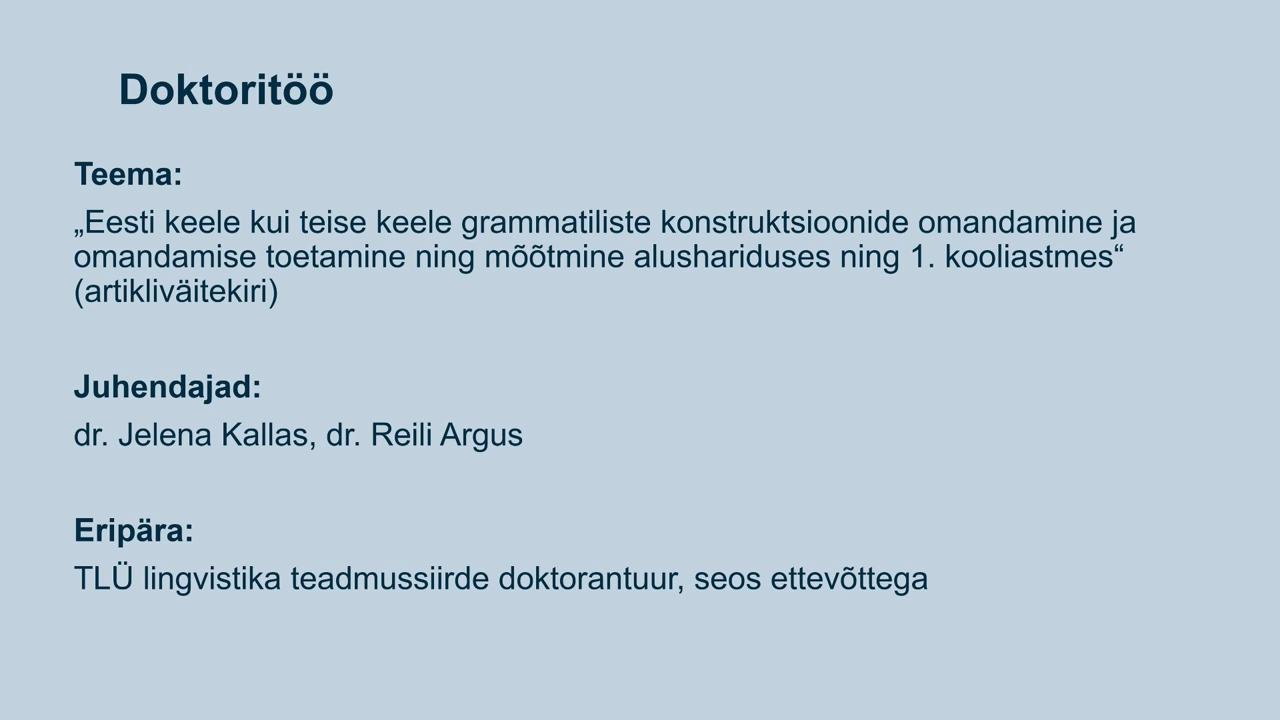 Doktoritöö
Teema:
„Eesti keele kui teise keele grammatiliste konstruktsioonide omandamine ja
omandamise toetamine ning mõõtmine alushariduses ning 1. kooliastmes“
(artikliväitekiri)
Juhendajad:
dr. Jelena Kallas, dr. Reili Argus
Eripära:
TLÜ lingvistika teadmussiirde doktorantuur, seos ettevõttega